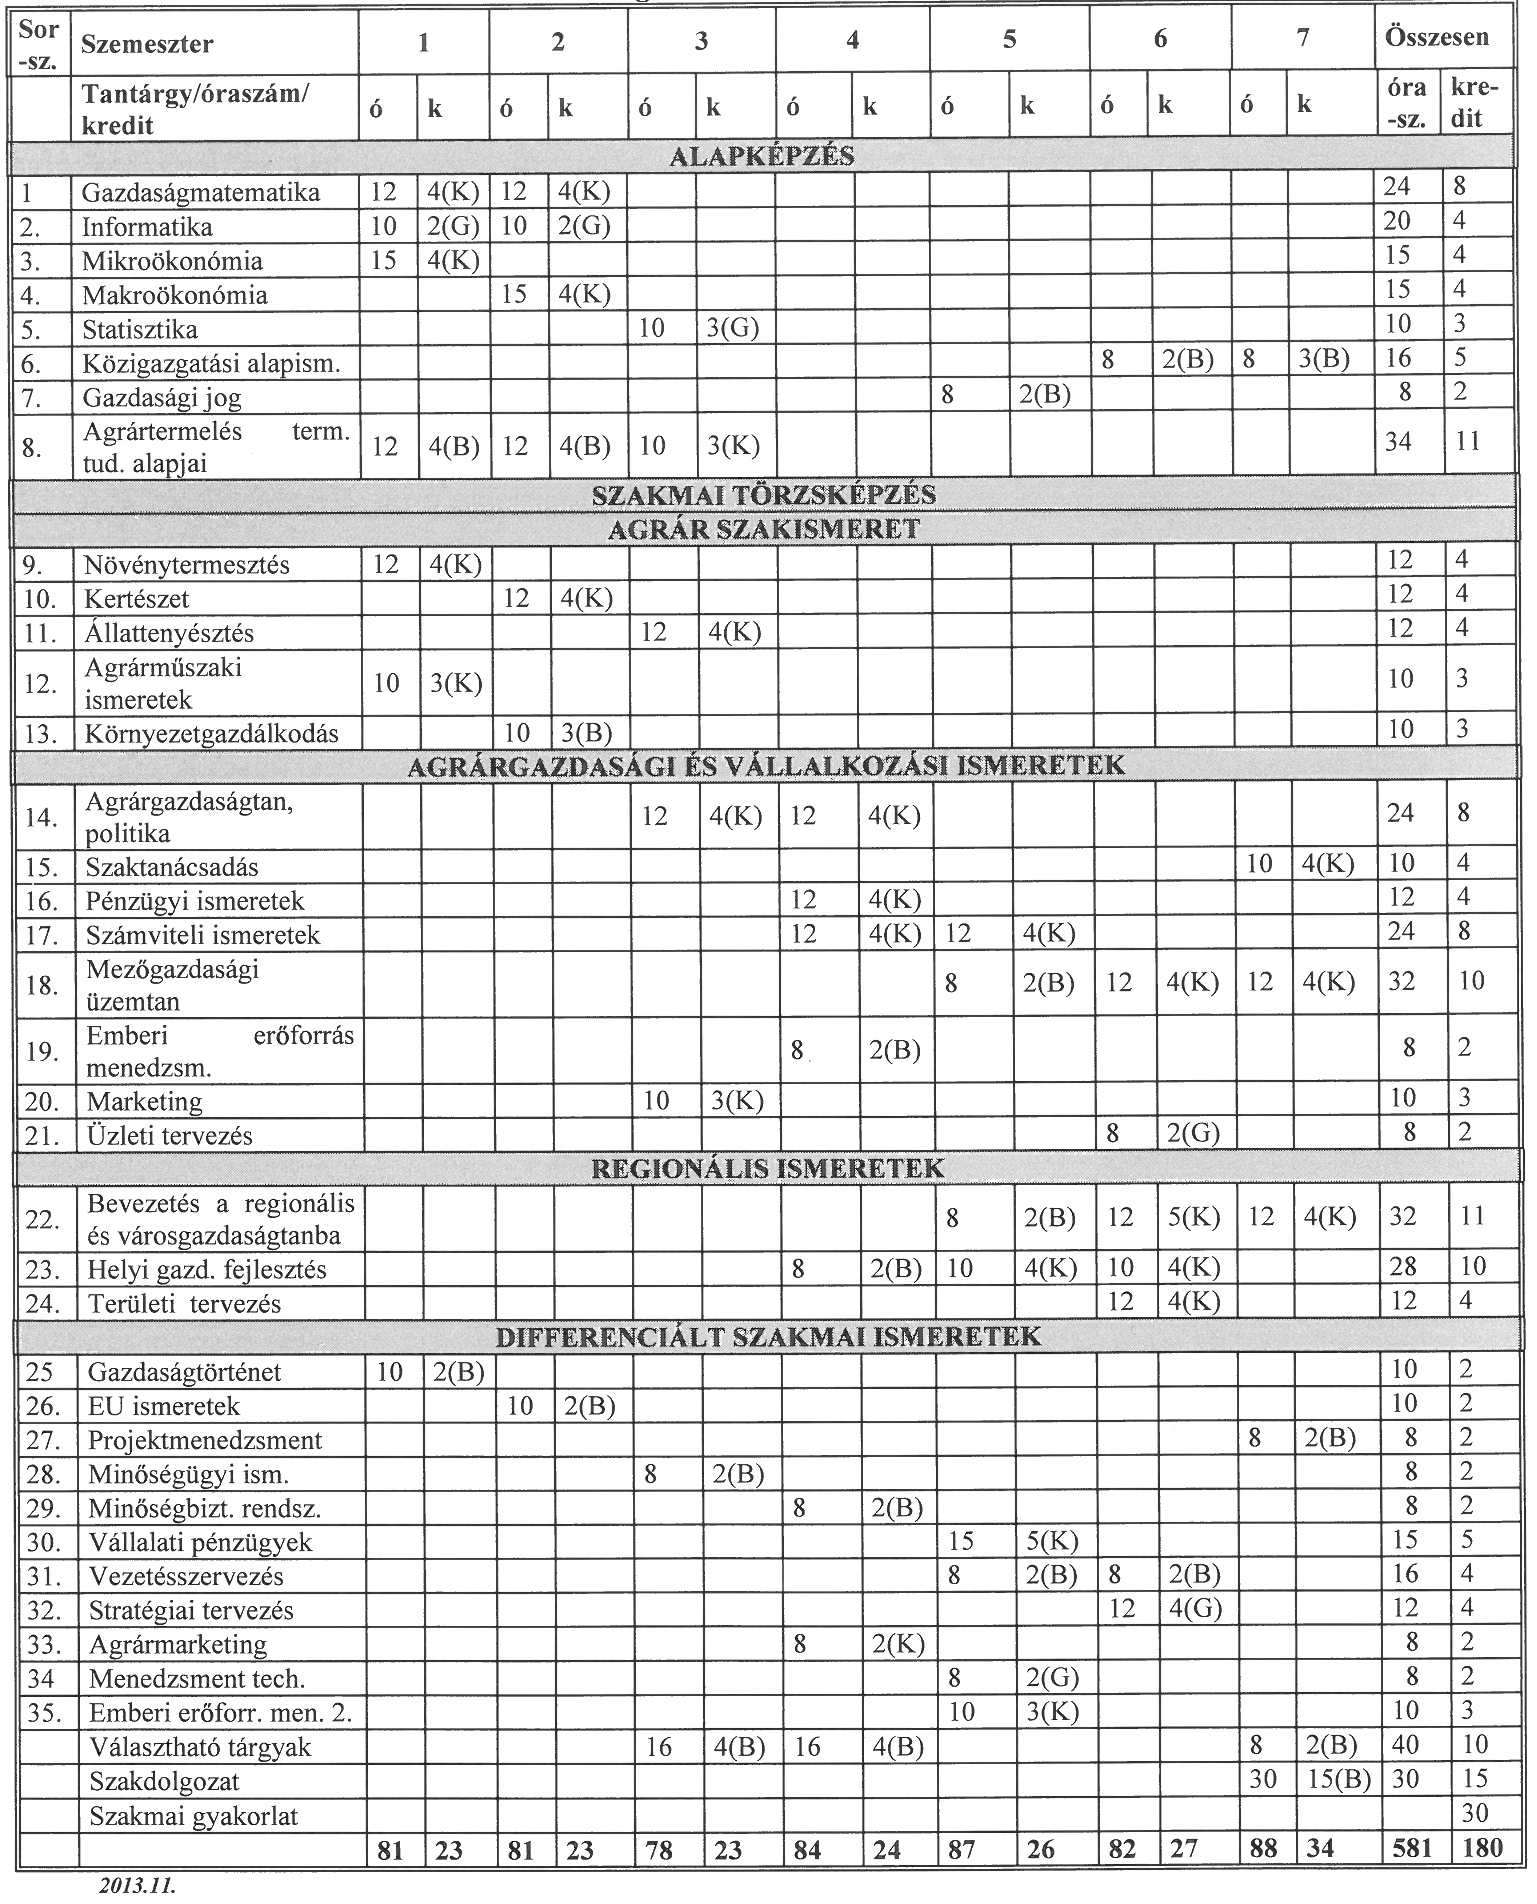 Sor Szemeszter 1 2 3 4 5 6 7 Összesen
-sz.
Tantárgy/óraszám/ ó k ó k ó k ó k ó k ó k ó k óra kre-
kredit -sz. dit
ALAPKÉPZÉS
1 Gazdaságmatematika 12 4(K) 12 4(K) 24 8
2. Informatika 10 2(G) 10 2(G) 20 4
3. Mikroökonómia 15 4(K) 15 4
4. Makroökonómia 15 4(K) 15 4
5. Statisztika 10 3(G) 10 3
6. Közigazgatási alapism. 8 2(B) 8 3(B) 16 5
7. Gazdasági jog 8 2(B) 8 2
8. Agrártermelés term. 12 4(B) 12 4(B) 10 3(K) 34 11
tud. alapjai
SZAKMAI TÖRZSKÉPZÉS
AGRÁR SZAKISMERET
9. Növénytermesztés 12 4(K) 12 4
10. Kertészet 12 4(K) 12 4
11. Állattenyésztés 12 4(K) 12 4
12. Agrárműszaki 10 3(K) 10 3
ismeretek
13. Környezetgazdálkodás 10 3(B) 10 3
AGRÁRGAZDASÁGI ÉS VÁLLALKOZÁSI ISMERETEK
14. Agrárgazdaságtan, 12 4(K) 12 4(K) 24 8
politika
15. Szaktanácsadás 10 4(K) 10 4
16. Pénzügyi ismeretek 12 4(K) 12 4
17. Számviteli ismeretek 12 4(K) 12 4(K) 24 8
18. Mezőgazdasági 8 2(B) 12 4(K) 12 4(K) 32 10
üzemtan
19. Emberi erőforrás 8 2(B) 8 2
menedzsm.
20. Marketing 10 3(K) 10 3
21. Üzleti tervezés 8 2(G) 8 2
REGIONÁLIS ISMERETEK
22. Bevezetés a regionális 8 2(B) 12 5(K) 12 4(K) 32 11
és városgazdaságtanba
23. Helyi gazd. fejlesztés 8 2(B) 10 4(K) 10 4(K) 28 10
24. Területi tervezés 12 4(K) 12 4
DIFFERENCIÁLT SZAKMAI ISMERETEK
25 Gazdaságtörténet 10 2(B) 10 2
26. EU ismeretek 10 2(B) 10 2
27. Projektmenedzsment 8 2(B) 8 2
28. Minőségügyi ism. 8 2(B) 8 2
29. Minőségbizt. rendsz. 8 2(B) 8 2
30. Vállalati pénzügyek 15 5(K) 15 5
31. Vezetésszervezés 8 2(B) 8 2(B) 16 4
32. Stratégiai tervezés 12 4(G) 12 4
33. Agrármarketing 8 2(K) 8 2
34 Menedzsment tech. 8 2(G) 8 2
35. Emberi erőforr. men. 2. 10 3(K) 10 3
Választható tárgyak 16 4(B) 16 4(B) 8 2(B) 40 10
Szakdolgozat 30 15(B) 30 15
Szakmai gyakorlat 30
81 23 81 23 78 23 84 24 87 26 82 27 88 34 581 180
2013.11.